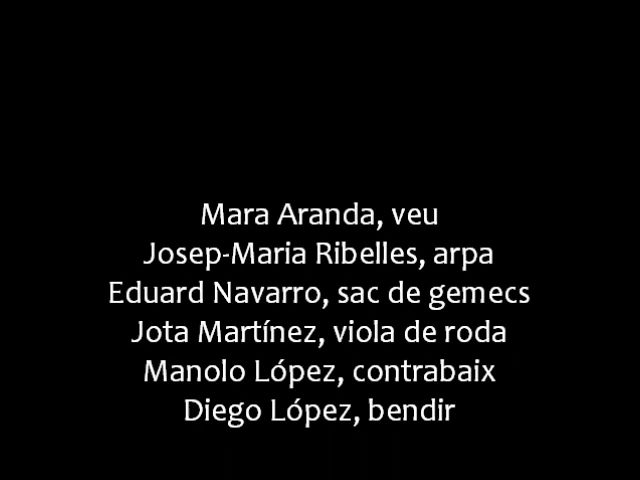 Mara Aranda, veu
Josep-Maria Ribelles, arpa
Eduard Navarro, sac de gemecs
Jota Martínez, viola de roda
Manolo López, contrabaix
Diego López, bendir